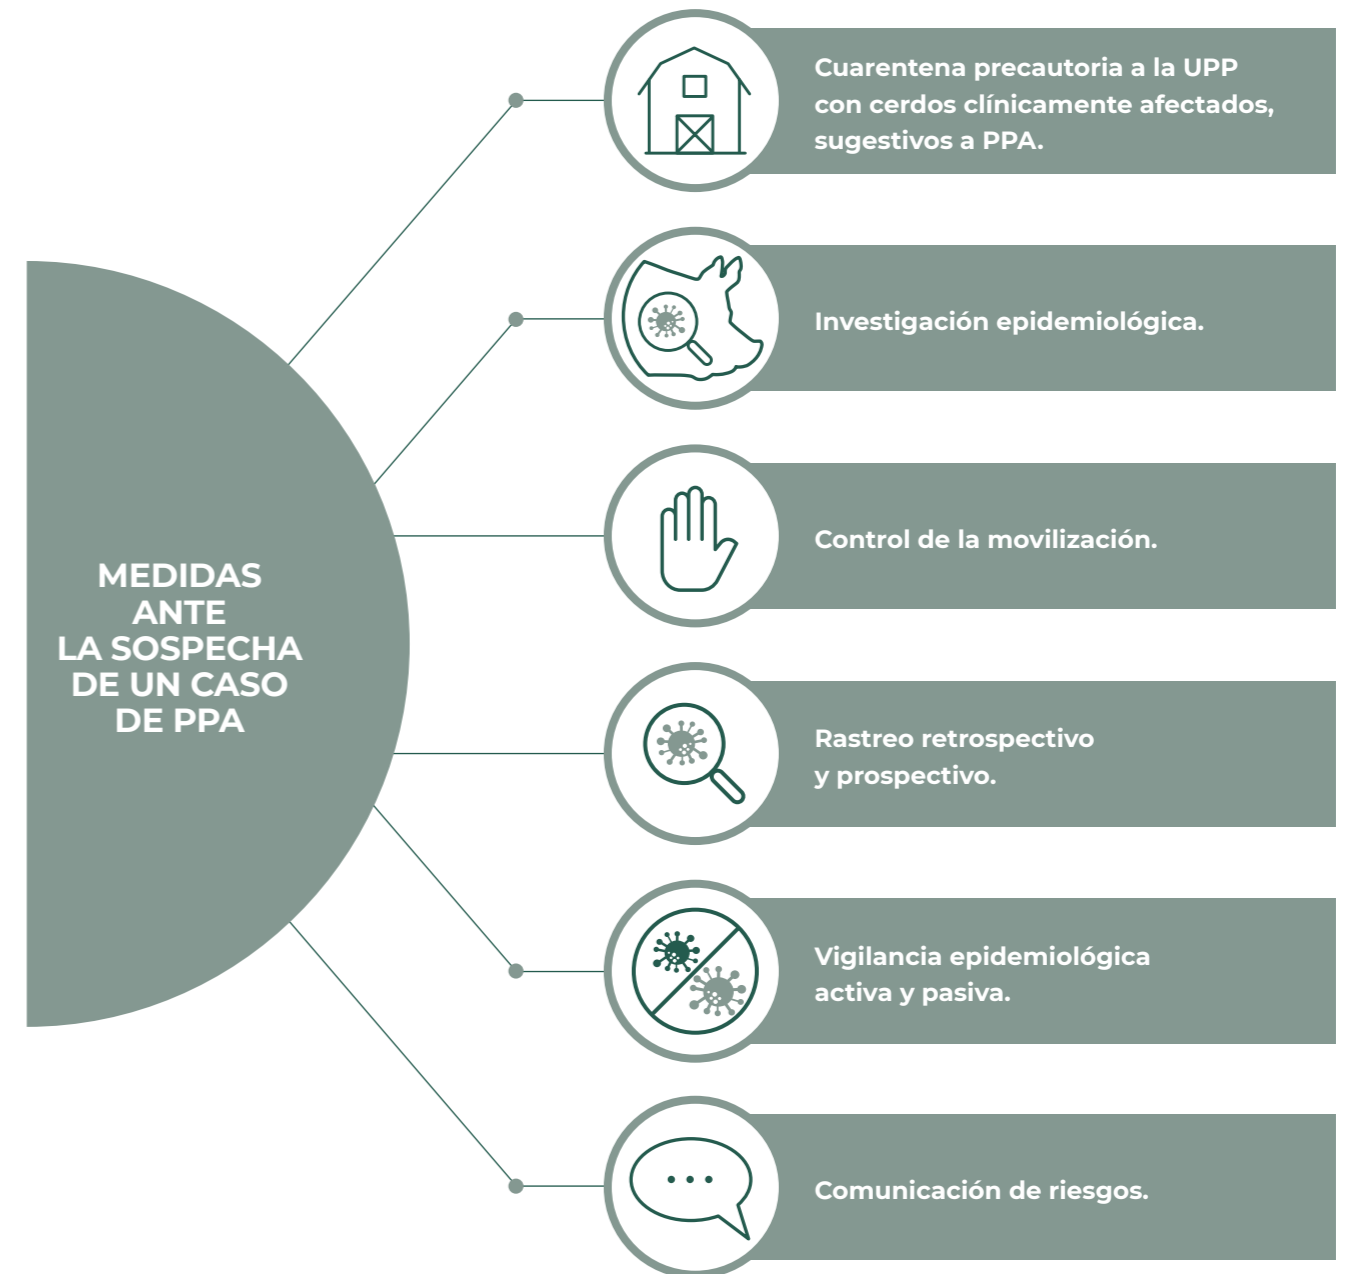 MEDIDAS
ANTE
LA SOSPECHA
DE UN CASO
DE PPA
Cuarentena precautoria a la UPP
con cerdos clínicamente afectados,
sugestivos a PPA.
Investigación epidemiológica.
Control de la movilización.
Rastreo retrospectivo
y prospectivo.
Vigilancia epidemiológica
activa y pasiva.
Comunicación de riesgos.